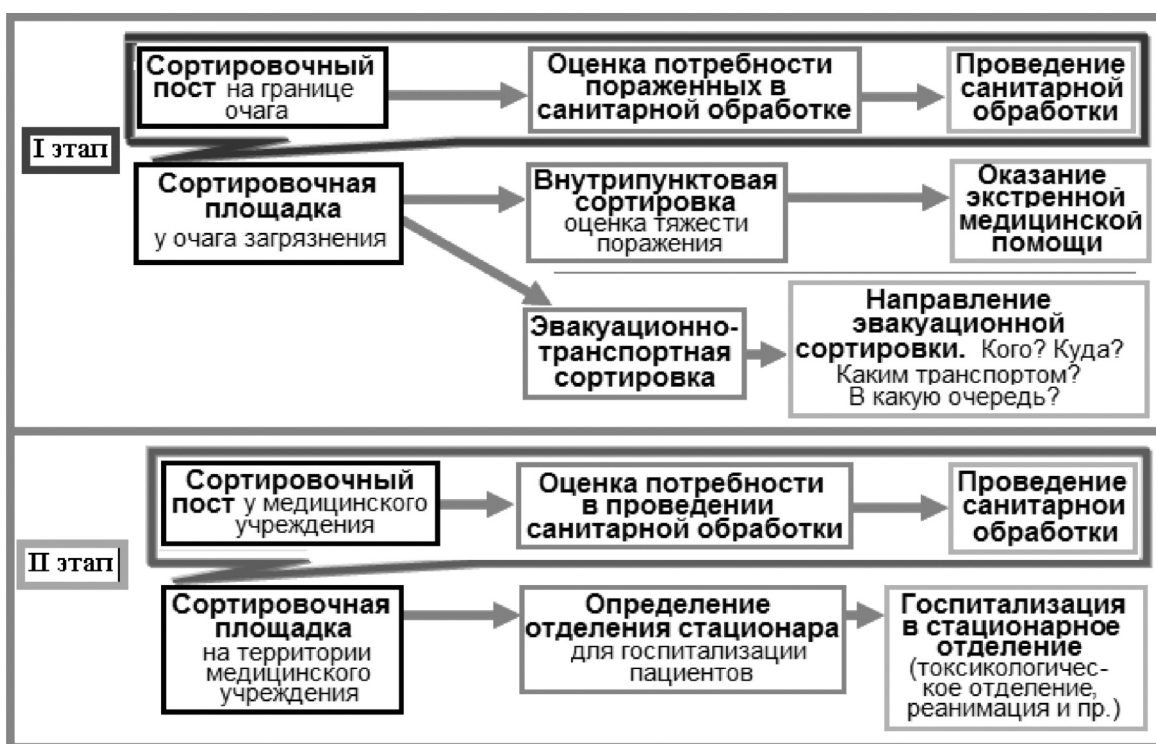 Сортировочный
пост на границе
очага
Оценка потребности
пораженных в
санитарной обработке
Проведение
санитарной
обработки
I этап
Сортировочная
площадка
у очага загрязнения
Внутрипунктовая
сортировка
оценка тяжести
поражения
Оказание
экстренной
медицинской
помощи
Эвакуационно-
транспортная
сортировка
Направление
эвакуационной
сортировки. Кого? Куда?
Каким транспортом?
В какую очередь?
Сортировочный
пост у медицинского
учреждения
Оценка потребности
в проведении
санитарной обработки
Проведение
санитарной
обработки
II этап
Сортировочная
площадка
на территории
медицинского
учреждения
Определение
отделения стационара
для госпитализации
пациентов
Госпитализация
в стационарное
отделение
(токсикологичес-
кое отделение,
реанимация и пр.)